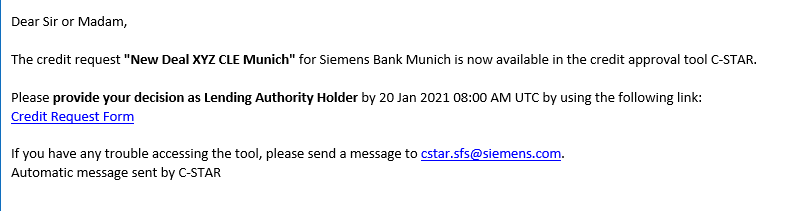 Dear Sir or Madam,
The credit request "New Deal XYZ CLE Munich" for Siemens Bank Munich is now available in the credit approval tool C-STAR.
Please provide your decision as Lending Authority Holder by 20 Jan 2021 08:00 AM UTC by using the following link:
Credit Request Form
If you have any trouble accessing the tool, please send a message to cstar.sfs@siemens.com.
Automatic message sent by C-STAR